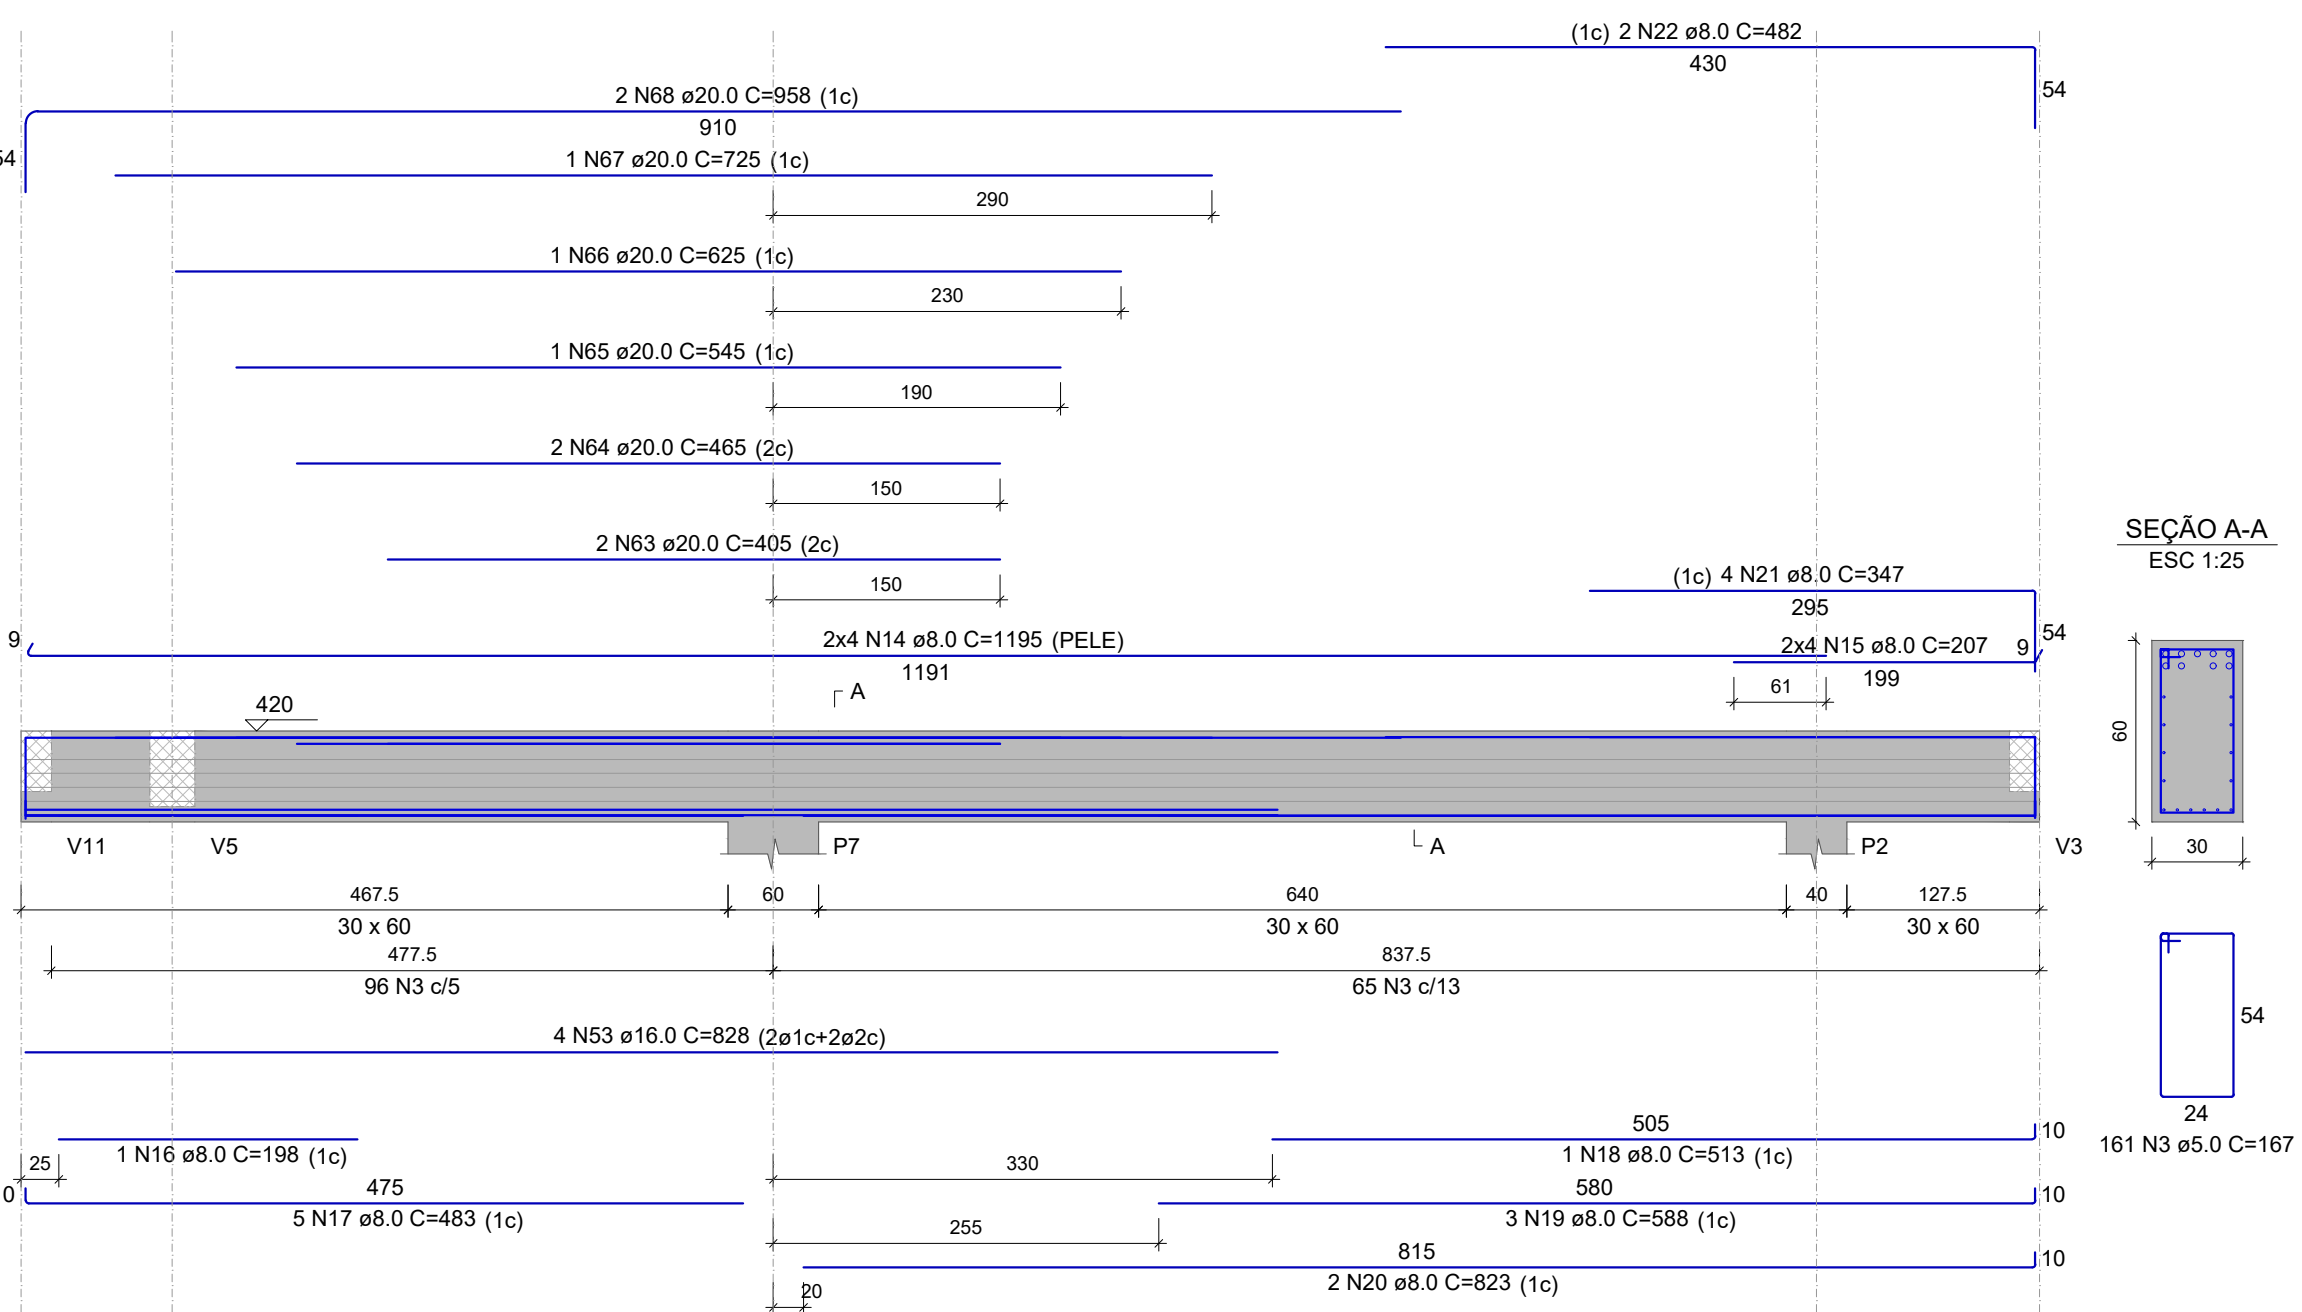 (1c) 2 N22 ø8.0 C=482
430
54
2 N68 ø20.0 C=958 (1c)
910
54
1 N67 ø20.0 C=725 (1c)
290
1 N66 ø20.0 C=625 (1c)
230
1 N65 ø20.0 C=545 (1c)
190
2 N64 ø20.0 C=465 (2c)
150
2 N63 ø20.0 C=405 (2c)
150
(1c) 4 N21 ø8.0 C=347
295
54
9
2x4 N14 ø8.0 C=1195 (PELE)
1191
2x4 N15 ø8.0 C=207
9
199
61
A
420
V11
V5
P7
A
P2
V3
467.5
60
640
40
127.5
30 x 60
30 x 60
30 x 60
477.5
837.5
96 N3 c/5
65 N3 c/13
4 N53 ø16.0 C=828 (2ø1c+2ø2c)
505
10
1 N16 ø8.0 C=198 (1c)
1 N18 ø8.0 C=513 (1c)
25
330
0
475
580
10
5 N17 ø8.0 C=483 (1c)
3 N19 ø8.0 C=588 (1c)
255
815
10
2 N20 ø8.0 C=823 (1c)
20
SEÇÃO A-A
ESC 1:25
60
30
54
24
161 N3 ø5.0 C=167